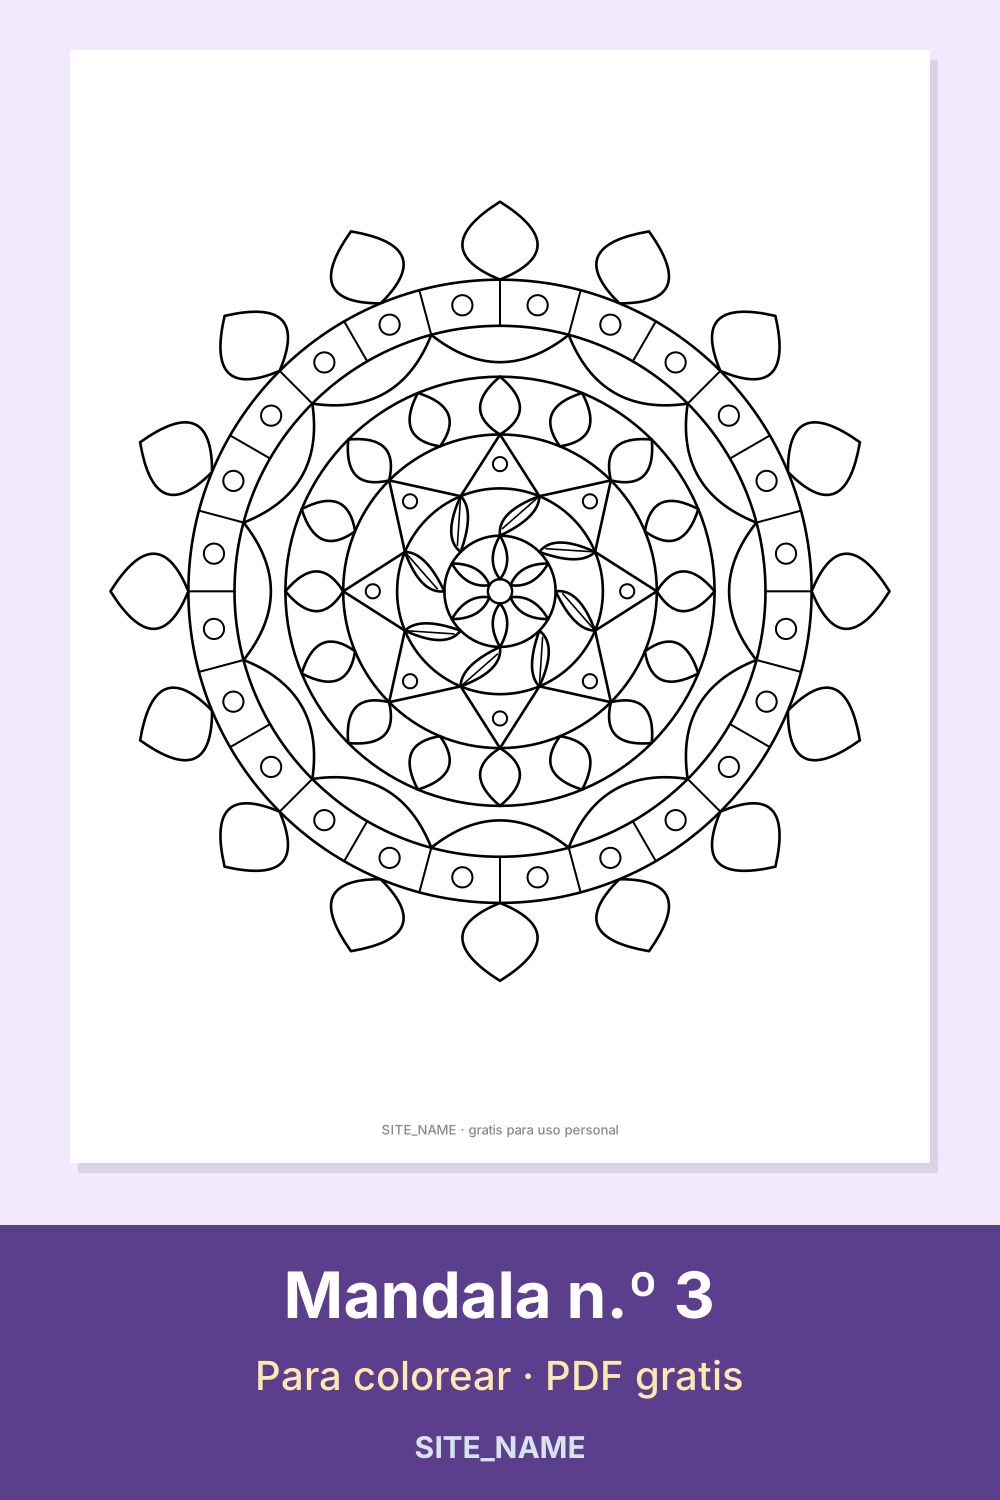 SITE_NAME · gratis para uso personal
Mandala n.º 3
Para colorear · PDF gratis
SITE_NAME